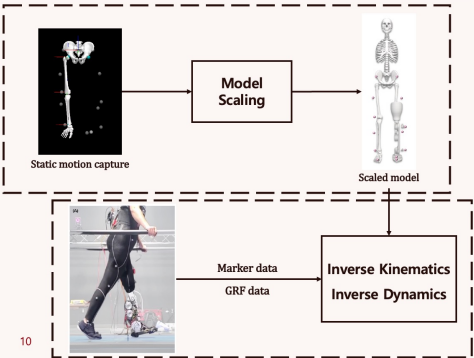 Model
Scaling
Static motion capture
Scaled model
Marker data
GRF data
Inverse Kinematics
Inverse Dynamics
10